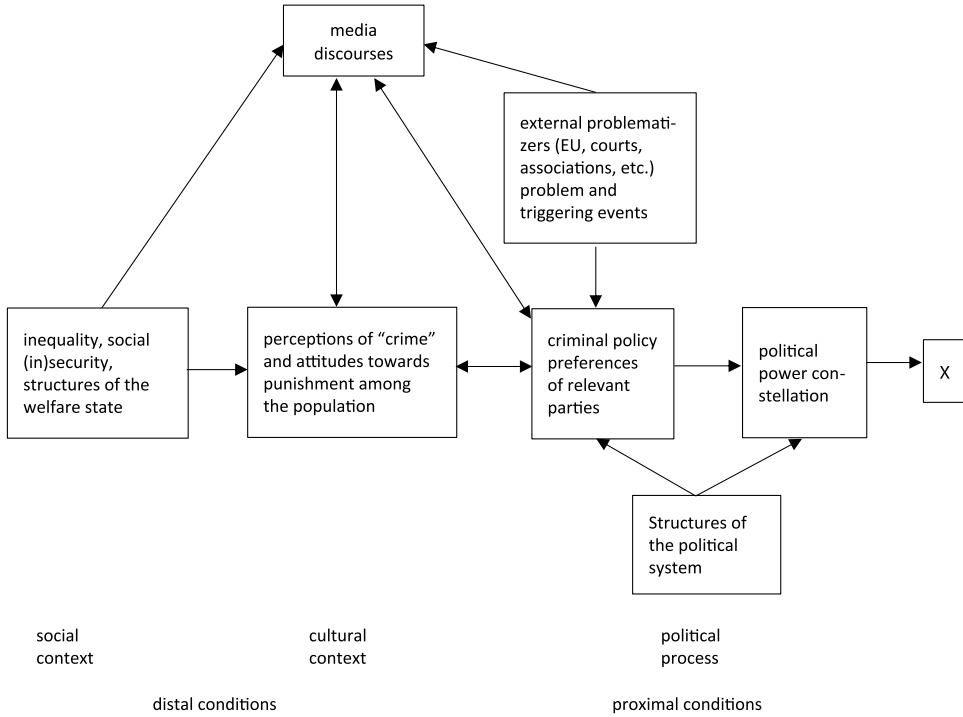 media
discourses
external problemati-
zers (EU, courts,
associations, etc.)
problem and
triggering events
inequality, social
(in)security,
structures of the
welfare state
perceptions of “crime”
and attitudes towards
punishment among
the population
criminal policy
preferences
of relevant
parties
political
power con-
stellation
X
Structures of
the political
system
social
context
cultural
context
political
process
distal conditions
proximal conditions